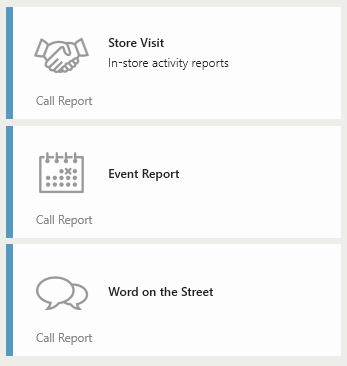 Store Visit
In-store activity reports
Call Report
Event Report
Call Report
Word on the Street
Call Report